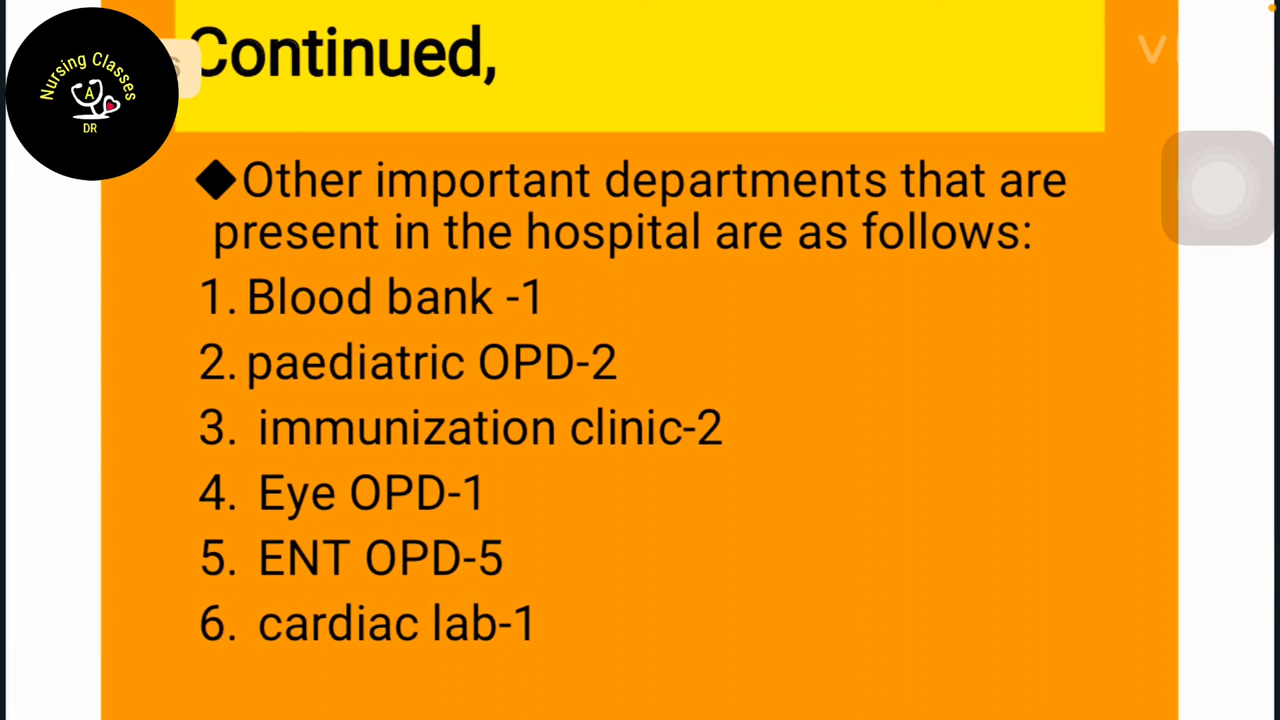 Continued,
Nursing Classes
A
DR
VITA
◆Other important departments that are
present in the hospital are as follows:
1. Blood bank -1
2. paediatric OPD-2
3. immunization clinic-2
4. Eye OPD-1
5. ENT OPD-5
6. cardiac lab-1